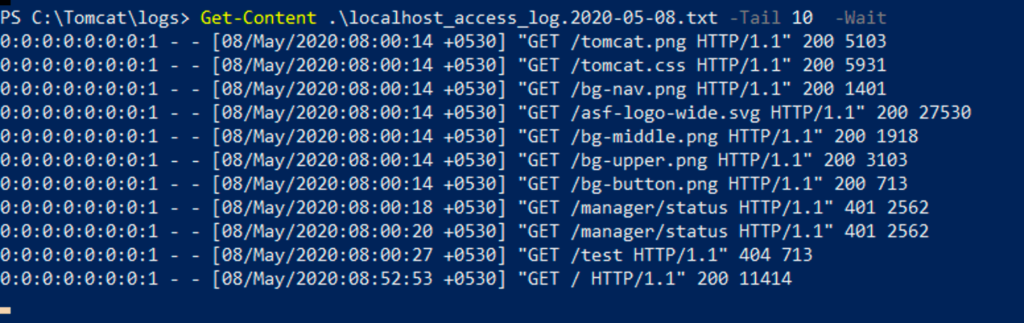 PS C:\Tomcat\logs> Get-Content .\localhost_access_log.2020-05-08.txt -Tail 10  -Wait
0:0:0:0:0:0:0:1 - - [08/May/2020:08:00:14 +0530] "GET /tomcat.png HTTP/1.1" 200 5103
0:0:0:0:0:0:0:1 - - [08/May/2020:08:00:14 +0530] "GET /tomcat.css HTTP/1.1" 200 5931
0:0:0:0:0:0:0:1 - - [08/May/2020:08:00:14 +0530] "GET /bg-nav.png HTTP/1.1" 200 1401
0:0:0:0:0:0:0:1 - - [08/May/2020:08:00:14 +0530] "GET /asf-logo-wide.svg HTTP/1.1" 200 27530
0:0:0:0:0:0:0:1 - - [08/May/2020:08:00:14 +0530] "GET /bg-middle.png HTTP/1.1" 200 1918
0:0:0:0:0:0:0:1 - - [08/May/2020:08:00:14 +0530] "GET /bg-upper.png HTTP/1.1" 200 3103
0:0:0:0:0:0:0:1 - - [08/May/2020:08:00:14 +0530] "GET /bg-button.png HTTP/1.1" 200 713
0:0:0:0:0:0:0:1 - - [08/May/2020:08:00:18 +0530] "GET /manager/status HTTP/1.1" 401 2562
0:0:0:0:0:0:0:1 - - [08/May/2020:08:00:20 +0530] "GET /manager/status HTTP/1.1" 401 2562
0:0:0:0:0:0:0:1 - - [08/May/2020:08:00:27 +0530] "GET /test HTTP/1.1" 404 713
0:0:0:0:0:0:0:1 - - [08/May/2020:08:52:53 +0530] "GET / HTTP/1.1" 200 11414